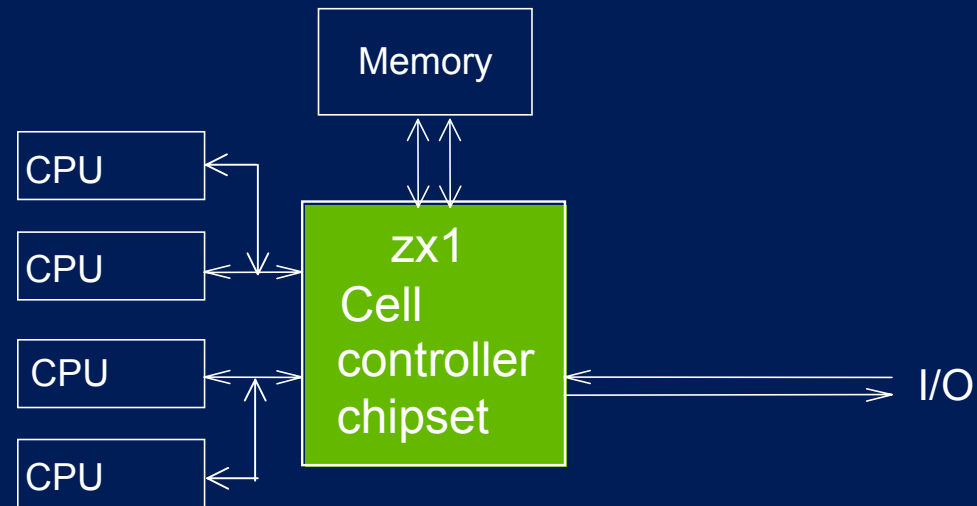 Memory
CPU
CPU
CPU
CPU
zx1
Cell
controller
chipset
I/O